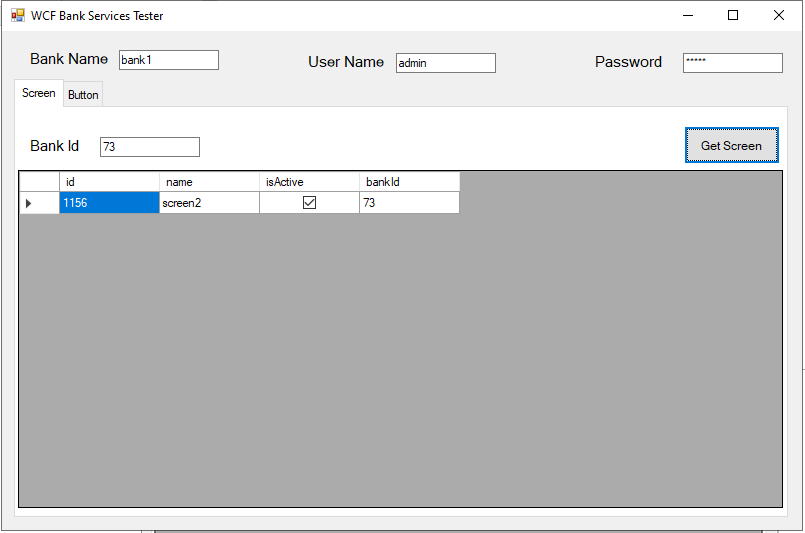 WCF Bank Services Tester
Bank Name bank1 User Name admin Password *****
Screen Button
Bank Id 73 Get Screen
id name isActive bankId
1156 screen2 73